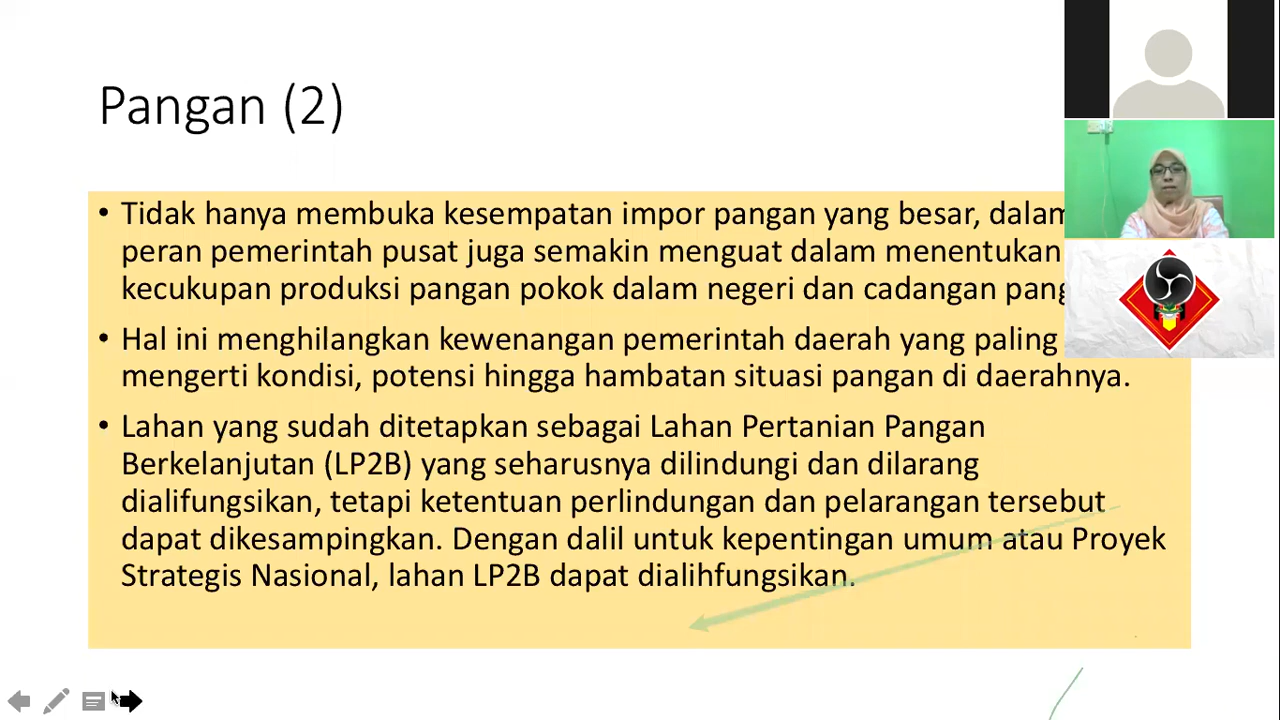 Pangan (2)
• Tidak hanya membuka kesempatan impor pangan yang besar, dalam
peran pemerintah pusat juga semakin menguat dalam menentukan
kecukupan produksi pangan pokok dalam negeri dan cadangan
• Hal ini menghilangkan kewenangan pemerintah daerah yang paling
mengerti kondisi, potensi hingga hambatan situasi pangan di daerahnya.
• Lahan yang sudah ditetapkan sebagai Lahan Pertanian Pangan
Berkelanjutan (LP2B) yang seharusnya dilindungi dan dilarang
dialifungsikan, tetapi ketentuan perlindungan dan pelarangan tersebut
dapat dikesampingkan. Dengan dalil untuk kepentingan umum atau Proyek
Strategis Nasional, lahan LP2B dapat dialihfungsikan.